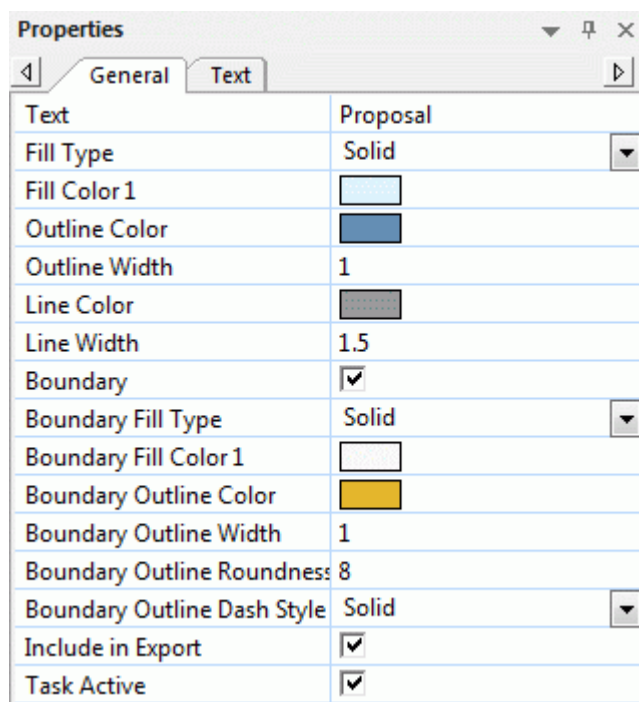 Properties
General Text
Text Proposal
Fill Type Solid
Fill Color 1
Outline Color
Outline Width 1
Line Color
Line Width 1.5
Boundary
Boundary Fill Type Solid
Boundary Fill Color 1
Boundary Outline Color
Boundary Outline Width 1
Boundary Outline Roundness 8
Boundary Outline Dash Style Solid
Include in Export
Task Active